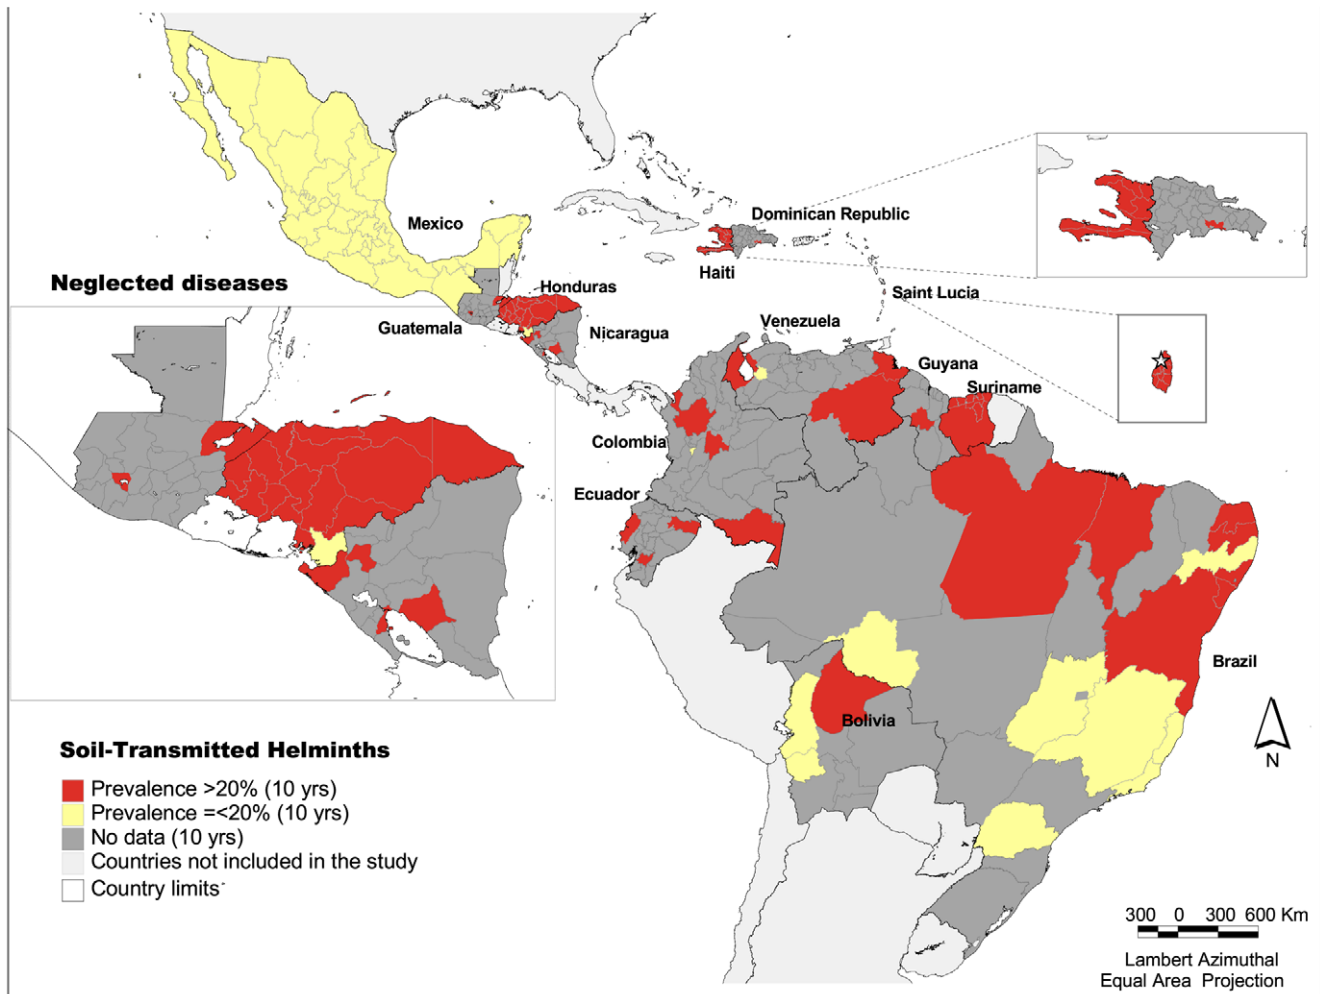 Mexico
Dominican Republic
Haiti
Neglected diseases
Honduras
Saint Lucia
Guatemala
Nicaragua
Venezuela
Guyana
Suriname
Colombia
Ecuador
Brazil
Bolivia
N
Soil-Transmitted Helminths
Prevalence >20% (10 yrs)
Prevalence =<20% (10 yrs)
No data (10 yrs)
Countries not included in the study
Country limits
300 0 300 600 Km
Lambert Azimuthal
Equal Area Projection